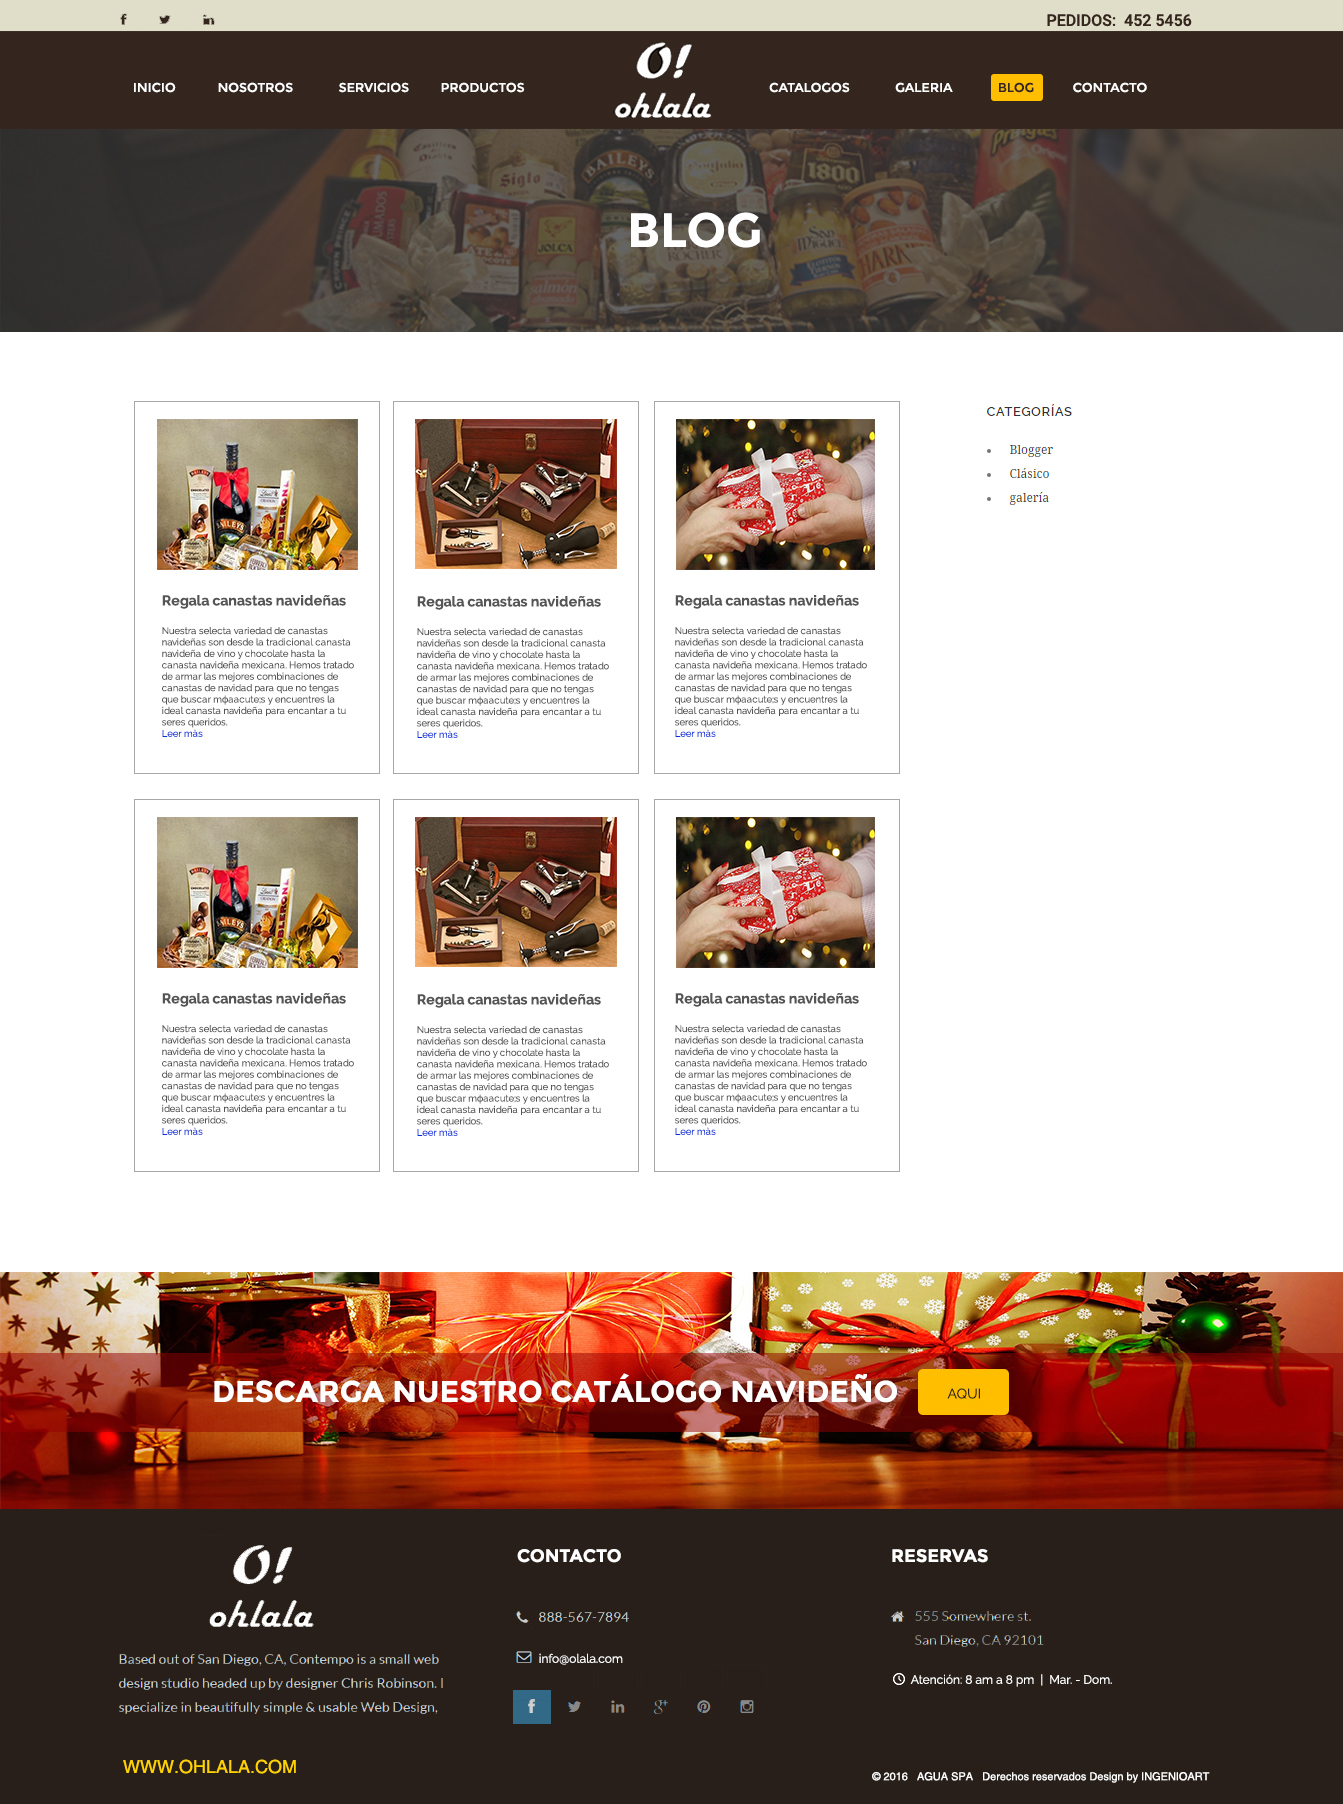 PEDIDOS: 452 5456
INICIO NOSOTROS SERVICIOS PRODUCTOS
O!
ohlala
CATALOGOS GALERIA BLOG CONTACTO
BLOG
BAILEYS
1800
Siglo
JOLCA
SAN MIGUEL
ROCHER
Regala canastas navideñas
Nuestra selecta variedad de canastas
navideñas son desde la tradicional canasta
navideña de vino y chocolate hasta la
canasta navideña mexicana. Hemos tratado
de armar las mejores combinaciones de
canastas de navidad para que no tengas
que buscar mфaacute;s y encuentres la
ideal canasta navideña para encantar a tu
seres queridos.
Leer màs
Regala canastas navideñas
Nuestra selecta variedad de canastas
navideñas son desde la tradicional canasta
navideña de vino y chocolate hasta la
canasta navideña mexicana. Hemos tratado
de armar las mejores combinaciones de
canastas de navidad para que no tengas
que buscar mфaacute;s y encuentres la
ideal canasta navideña para encantar a tu
seres queridos.
Leer màs
Regala canastas navideñas
Nuestra selecta variedad de canastas
navideñas son desde la tradicional canasta
navideña de vino y chocolate hasta la
canasta navideña mexicana. Hemos tratado
de armar las mejores combinaciones de
canastas de navidad para que no tengas
que buscar mфaacute;s y encuentres la
ideal canasta navideña para encantar a tu
seres queridos.
Leer màs
CATEGORÍAS
Blogger
Clásico
galería
Regala canastas navideñas
Nuestra selecta variedad de canastas
navideñas son desde la tradicional canasta
navideña de vino y chocolate hasta la
canasta navideña mexicana. Hemos tratado
de armar las mejores combinaciones de
canastas de navidad para que no tengas
que buscar mфaacute;s y encuentres la
ideal canasta navideña para encantar a tu
seres queridos.
Leer màs
Regala canastas navideñas
Nuestra selecta variedad de canastas
navideñas son desde la tradicional canasta
navideña de vino y chocolate hasta la
canasta navideña mexicana. Hemos tratado
de armar las mejores combinaciones de
canastas de navidad para que no tengas
que buscar mфaacute;s y encuentres la
ideal canasta navideña para encantar a tu
seres queridos.
Leer màs
Regala canastas navideñas
Nuestra selecta variedad de canastas
navideñas son desde la tradicional canasta
navideña de vino y chocolate hasta la
canasta navideña mexicana. Hemos tratado
de armar las mejores combinaciones de
canastas de navidad para que no tengas
que buscar mфaacute;s y encuentres la
ideal canasta navideña para encantar a tu
seres queridos.
Leer màs
DESCARGA NUESTRO CATÁLOGO NAVIDEÑO AQUI
O!
ohlala
Based out of San Diego, CA, Contempo is a small web
design studio headed up by designer Chris Robinson. I
specialize in beautifully simple & usable Web Design,
WWW.OHLALA.COM
CONTACTO
888-567-7894
info@olala.com
RESERVAS
555 Somewhere st.
San Diego, CA 92101
Atención: 8 am a 8 pm | Mar. - Dom.
© 2016 AGUA SPA Derechos reservados Design by INGENIOART